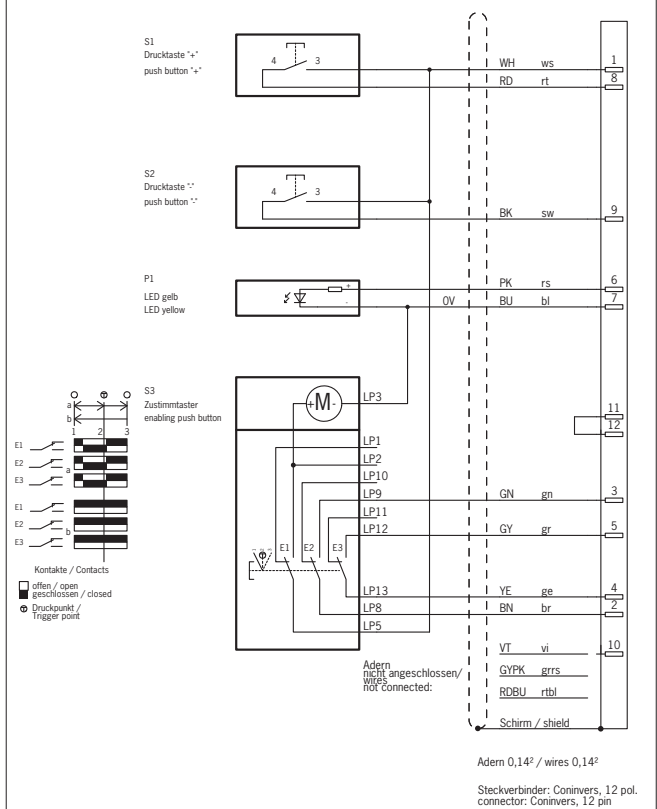 S1
Drucktaste "+"
push button "+"
4 3
WH ws 1
RD rt 8
S2
Drucktaste "-"
push button "-"
4 3
BK sw 9
P1
LED gelb
LED yellow
+
-
PK rs 6
0V BU bl 7
S3
Zustimmtaster
enabling push button
a
b
1 2 3
E1
E2 a
E3
E1
E2 b
E3
Kontakte / Contacts
offen / open
geschlossen / closed
Druckpunkt /
Trigger point
+M-
LP3
LP1
LP2
LP10
LP9
LP11
LP12
E1 E2 E3
LP13
LP8
LP5
11
12
GN gn 3
GY gr 5
YE ge 4
BN br 2
Adern
nicht angeschlossen/
wires
not connected:
VT vi 10
GYPK grrs
RDBU rtbl
Schirm / shield
Adern 0,14² / wires 0,14²
Steckverbinder: Coninvers, 12 pol.
connector: Coninvers, 12 pin